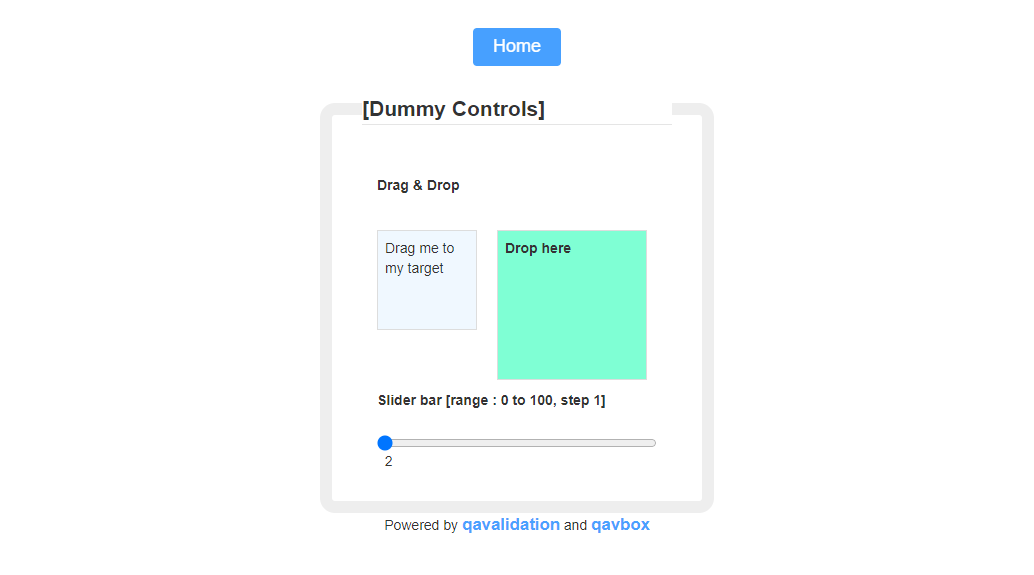 Home
[Dummy Controls]
Drag & Drop
Drag me to
my target
Drop here
Slider bar [range : 0 to 100, step 1]
2
Powered by qavalidation and qavbox